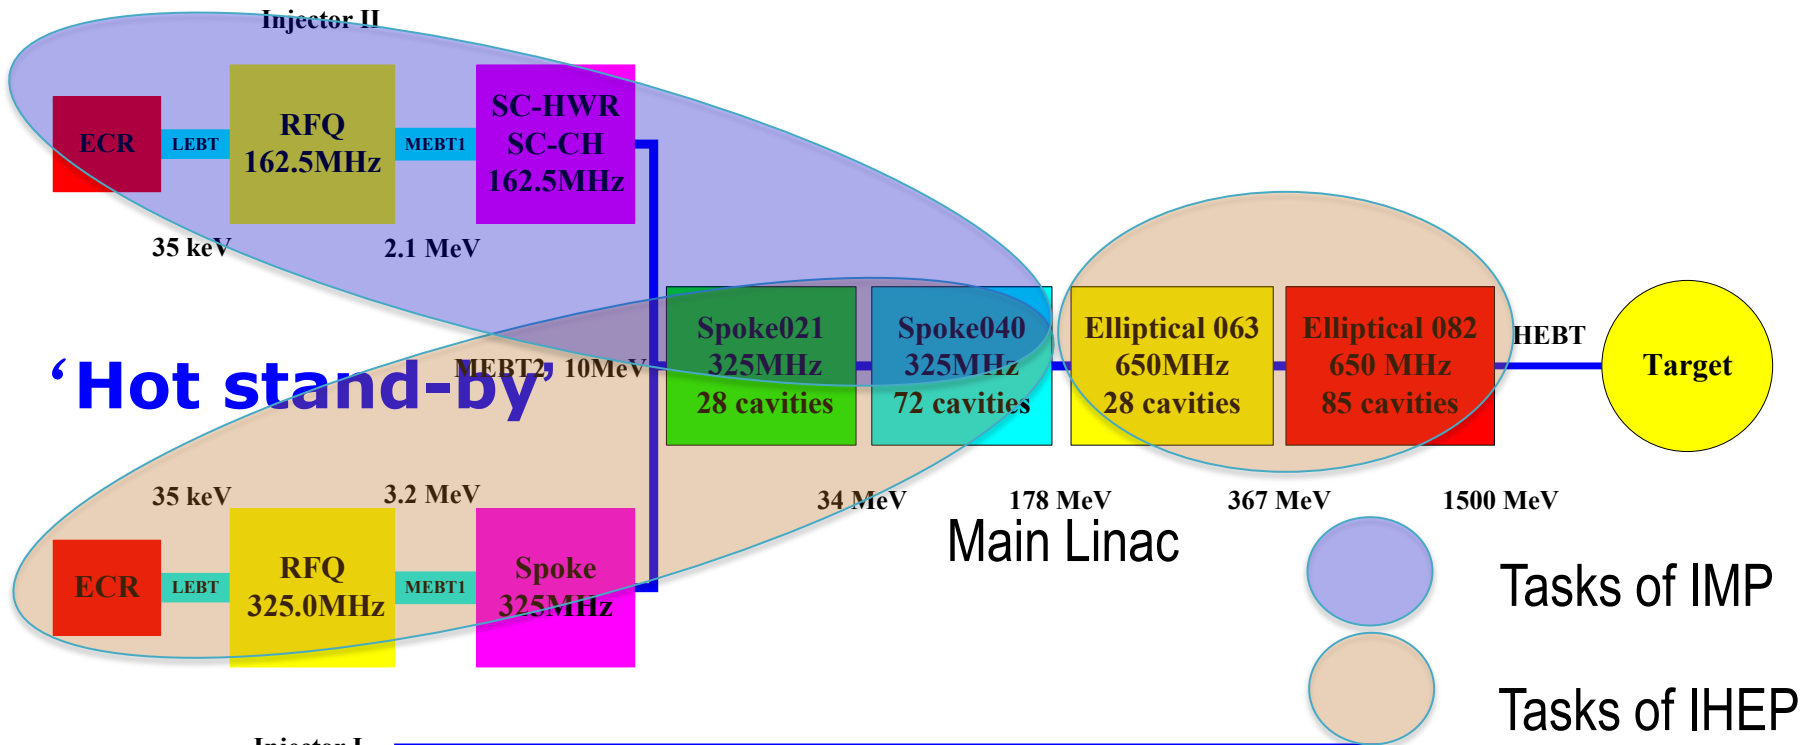 Injector II
ECR
LEBT
RFQ
162.5MHz
MEBT1
SC-HWR
SC-CH
162.5MHz
35 keV
2.1 MeV
‘Hot stand-by’
MEBT2
10MeV
Spoke021
325MHz
28 cavities
Spoke040
325MHz
72 cavities
Elliptical 063
650MHz
28 cavities
Elliptical 082
650 MHz
85 cavities
HEBT
Target
35 keV
3.2 MeV
34 MeV
178 MeV
367 MeV
1500 MeV
Main Linac
ECR
LEBT
RFQ
325.0MHz
MEBT1
Spoke
325MHz
Tasks of IMP
Tasks of IHEP
Injector I